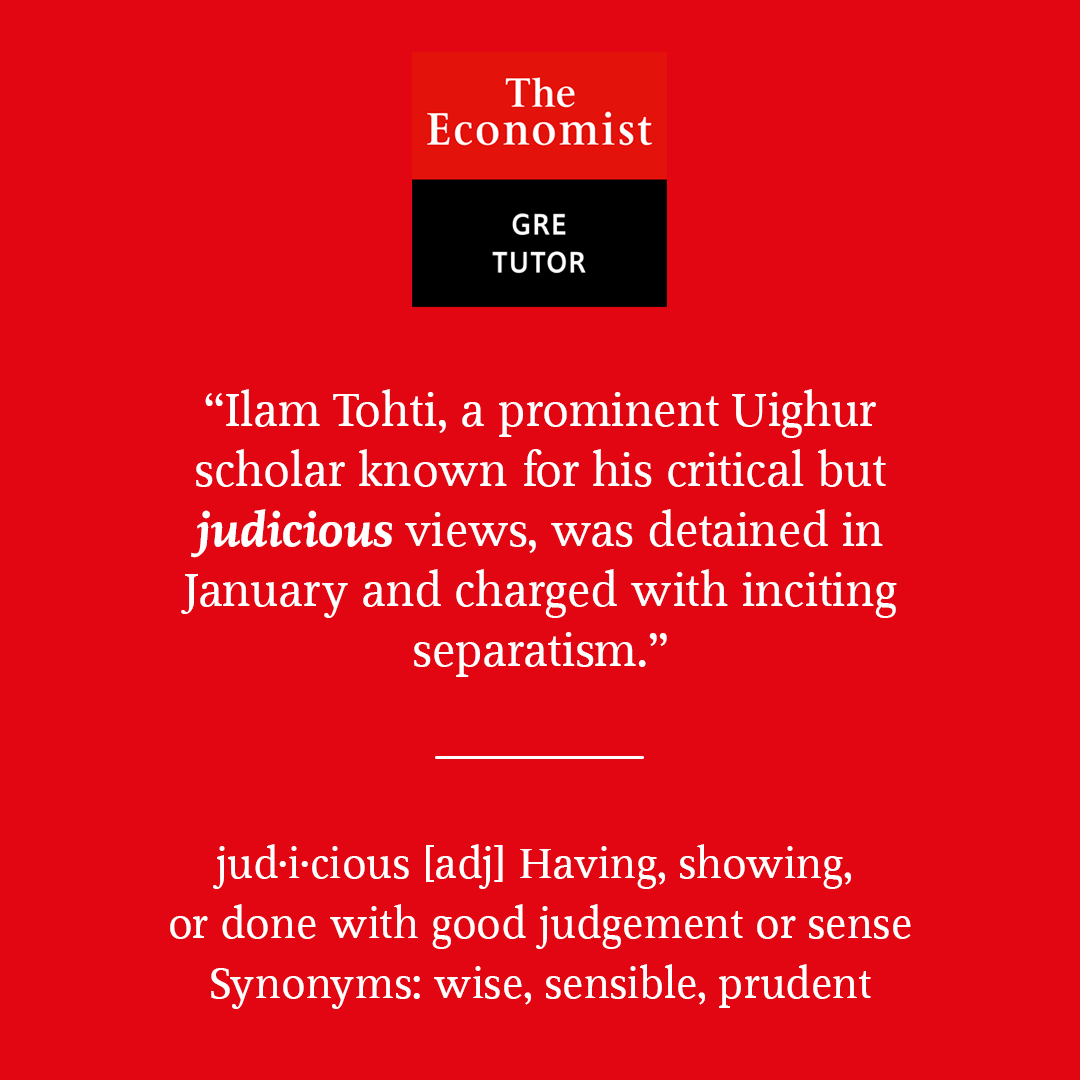 The
Economist
GRE
TUTOR
“Ilam Tohti, a prominent Uighur
scholar known for his critical but
judicious views, was detained in
January and charged with inciting
separatism.”
jud·i·cious [adj] Having, showing,
or done with good judgement or sense
Synonyms: wise, sensible, prudent